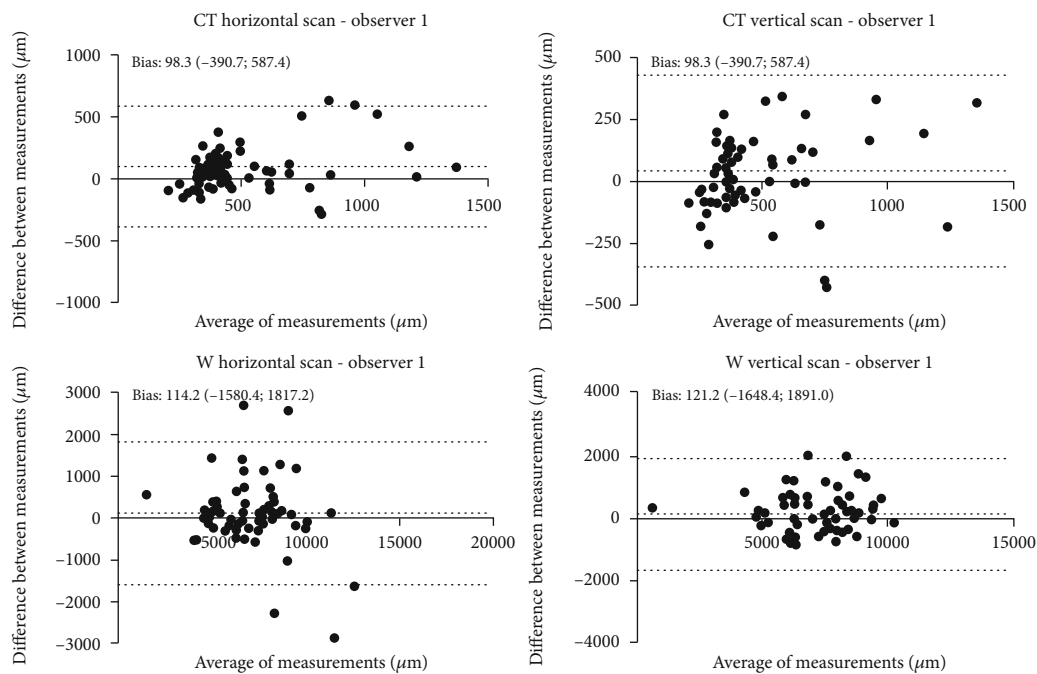 CT horizontal scan - observer 1
Difference between measurements (μm)
Bias: 98.3 (–390.7; 587.4)
1000
500
0
–500
–1000
500
1000
1500
Average of measurements (μm)
CT vertical scan - observer 1
Difference between measurements (μm)
Bias: 98.3 (–390.7; 587.4)
500
250
0
–250
–500
500
1000
1500
Average of measurements (μm)
W horizontal scan - observer 1
Difference between measurements (μm)
Bias: 114.2 (–1580.4; 1817.2)
3000
2000
1000
0
–1000
–2000
–3000
5000
10000
15000
20000
Average of measurements (μm)
W vertical scan - observer 1
Difference between measurements (μm)
Bias: 121.2 (–1648.4; 1891.0)
4000
2000
0
–2000
–4000
5000
10000
15000
Average of measurements (μm)